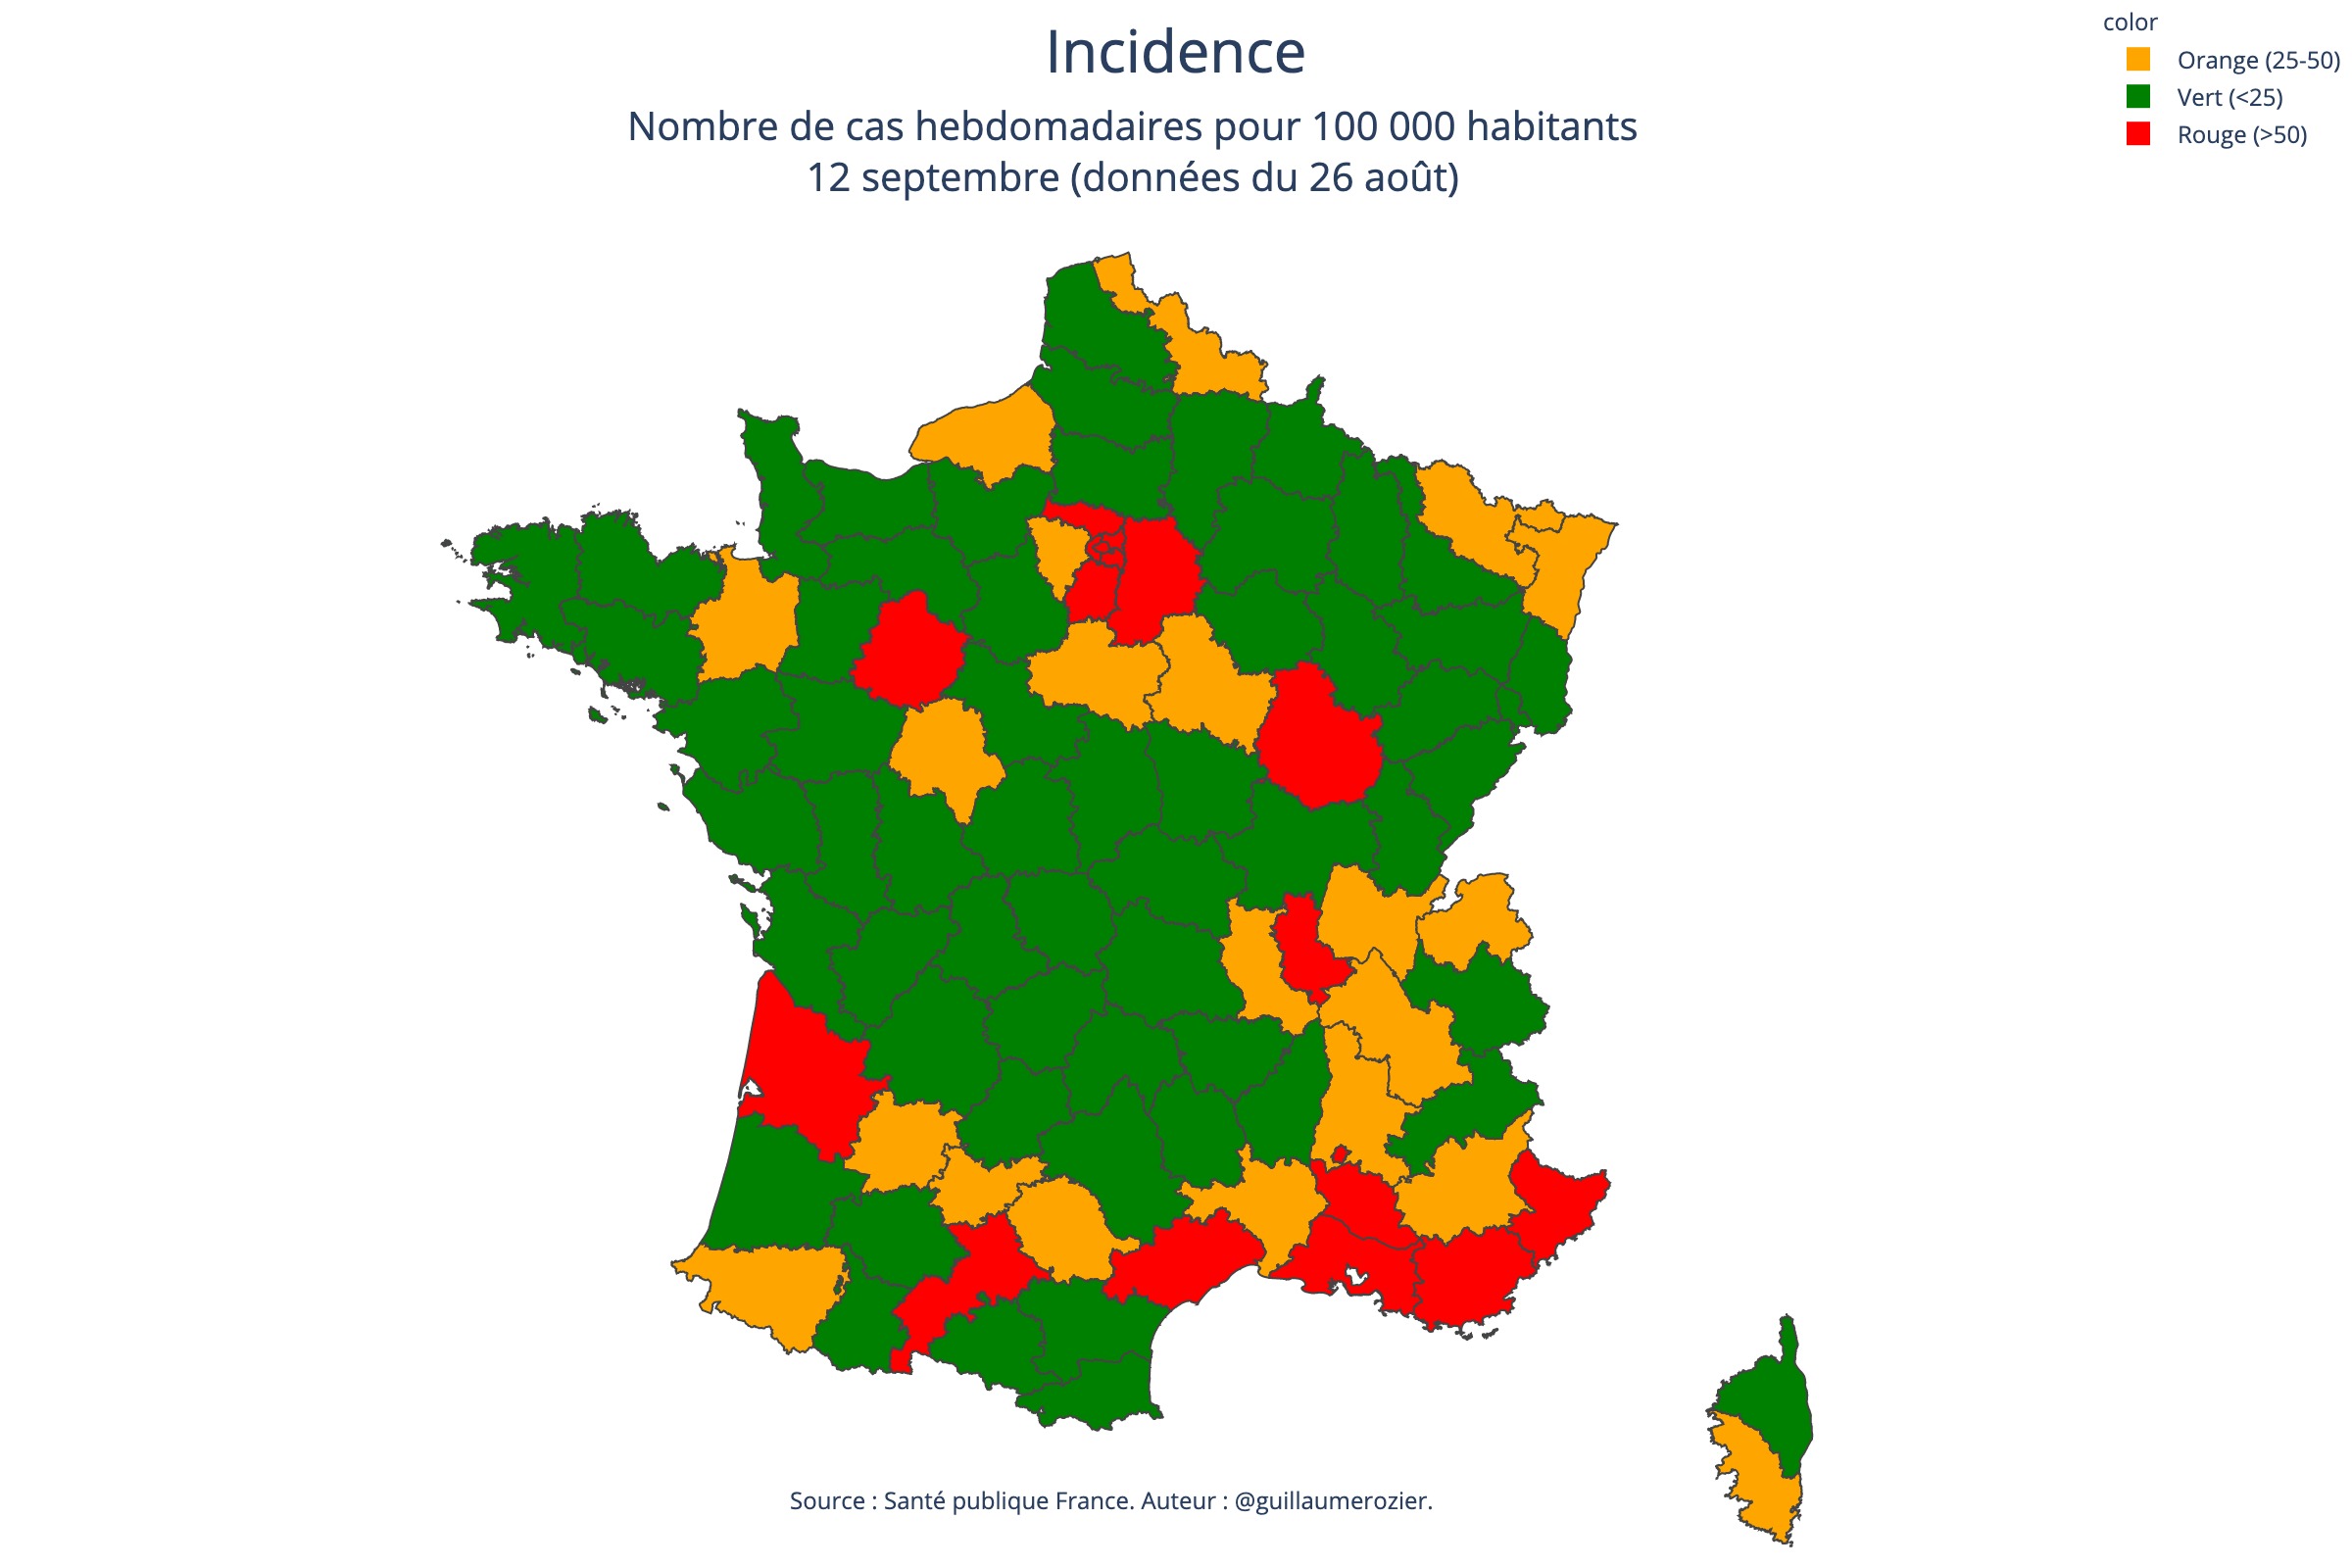 Incidence
Nombre de cas hebdomadaires pour 100 000 habitants
12 septembre (données du 26 août)
color
Orange (25-50)
Vert (<25)
Rouge (>50)
Source : Santé publique France. Auteur : @guillaumerozier.